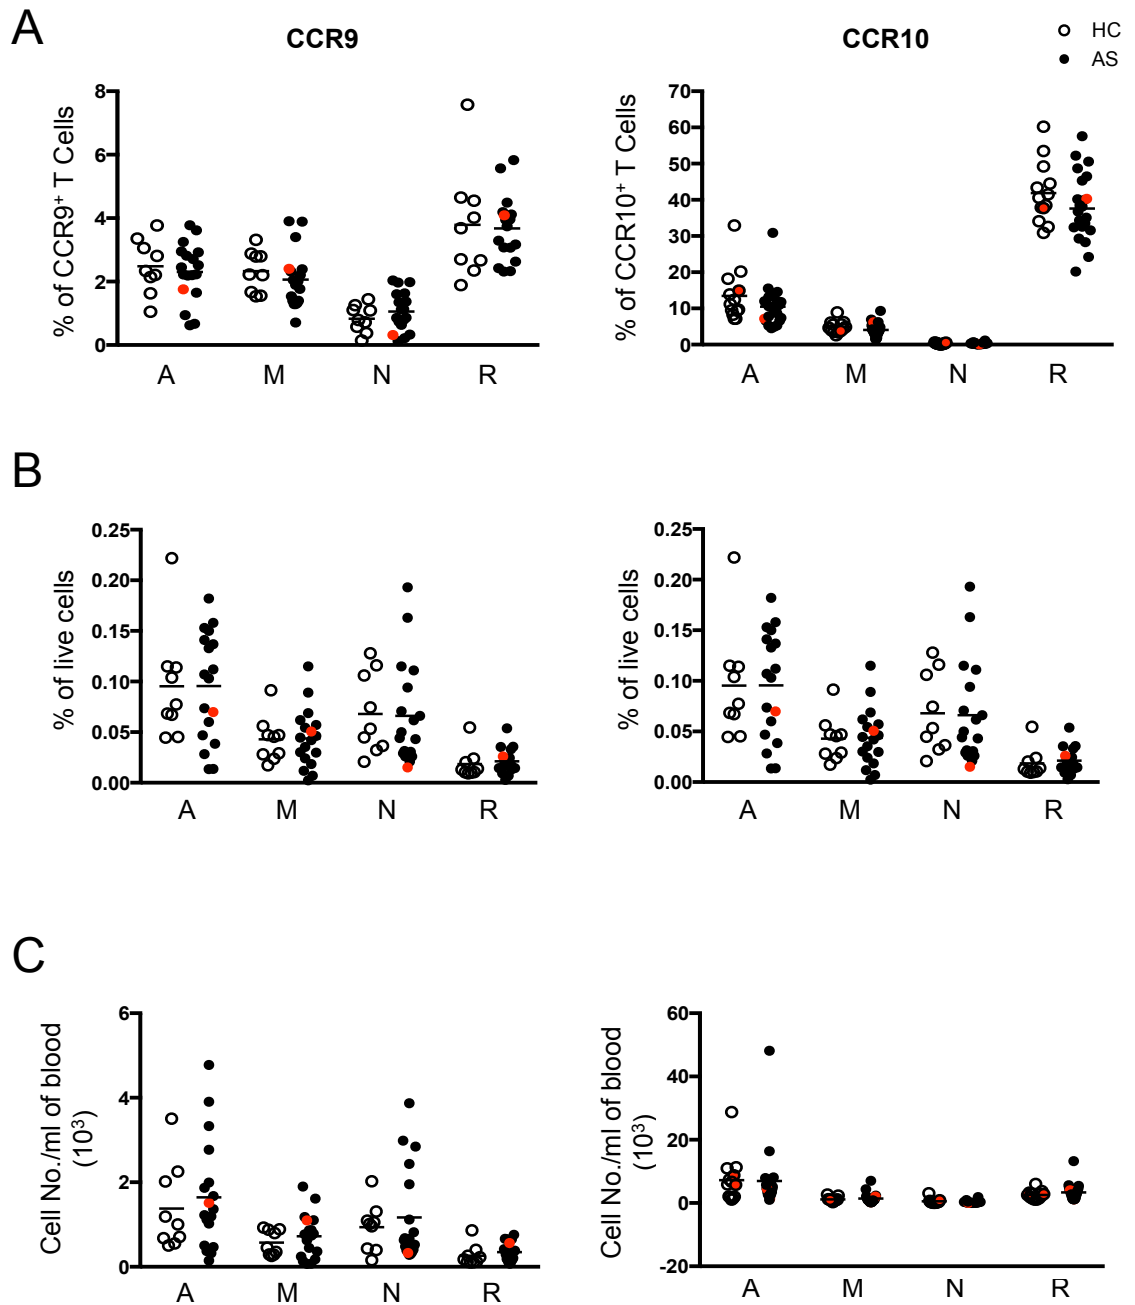 A
CCR9
CCR10
HC
AS
% of CCR9⁺ T Cells
8
6
4
2
0
A M N R
% of CCR10⁺ T Cells
70
60
50
40
30
20
10
0
A M N R
B
% of live cells
0.25
0.20
0.15
0.10
0.05
0.00
A M N R
% of live cells
0.25
0.20
0.15
0.10
0.05
0.00
A M N R
C
Cell No./ml of blood
(10³)
6
4
2
0
A M N R
Cell No./ml of blood
(10³)
60
40
20
0
-20
A M N R